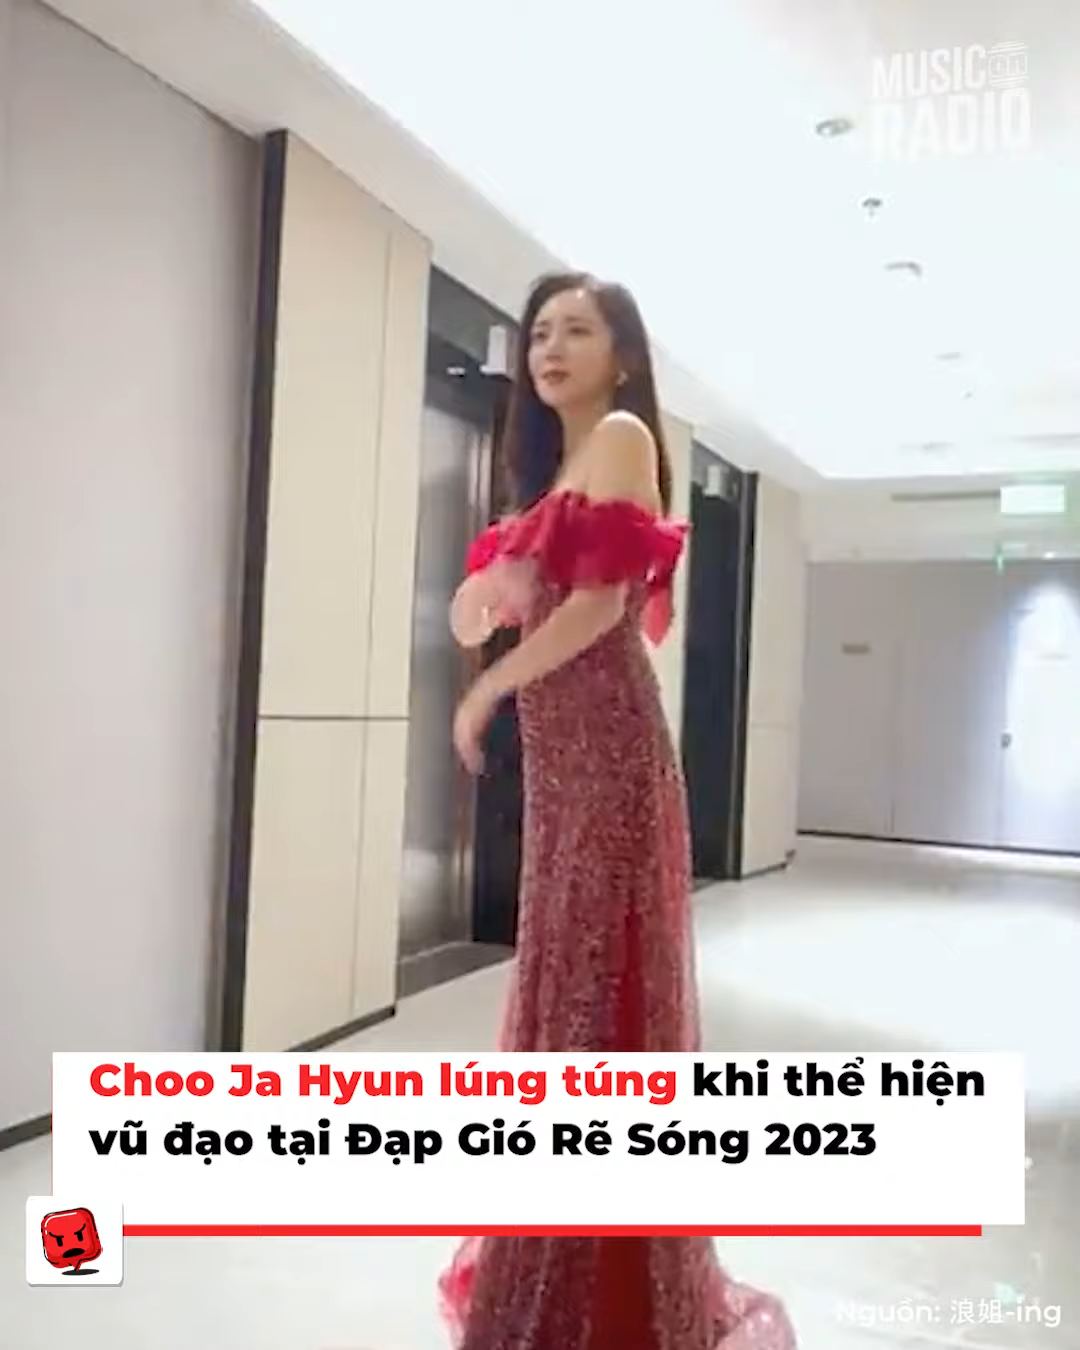 MUSIC on
RADIO
Choo Ja Hyun lúng túng khi thể hiện
vũ đạo tại Đạp Gió Rẽ Sóng 2023
Nguồn: 浪姐-ing